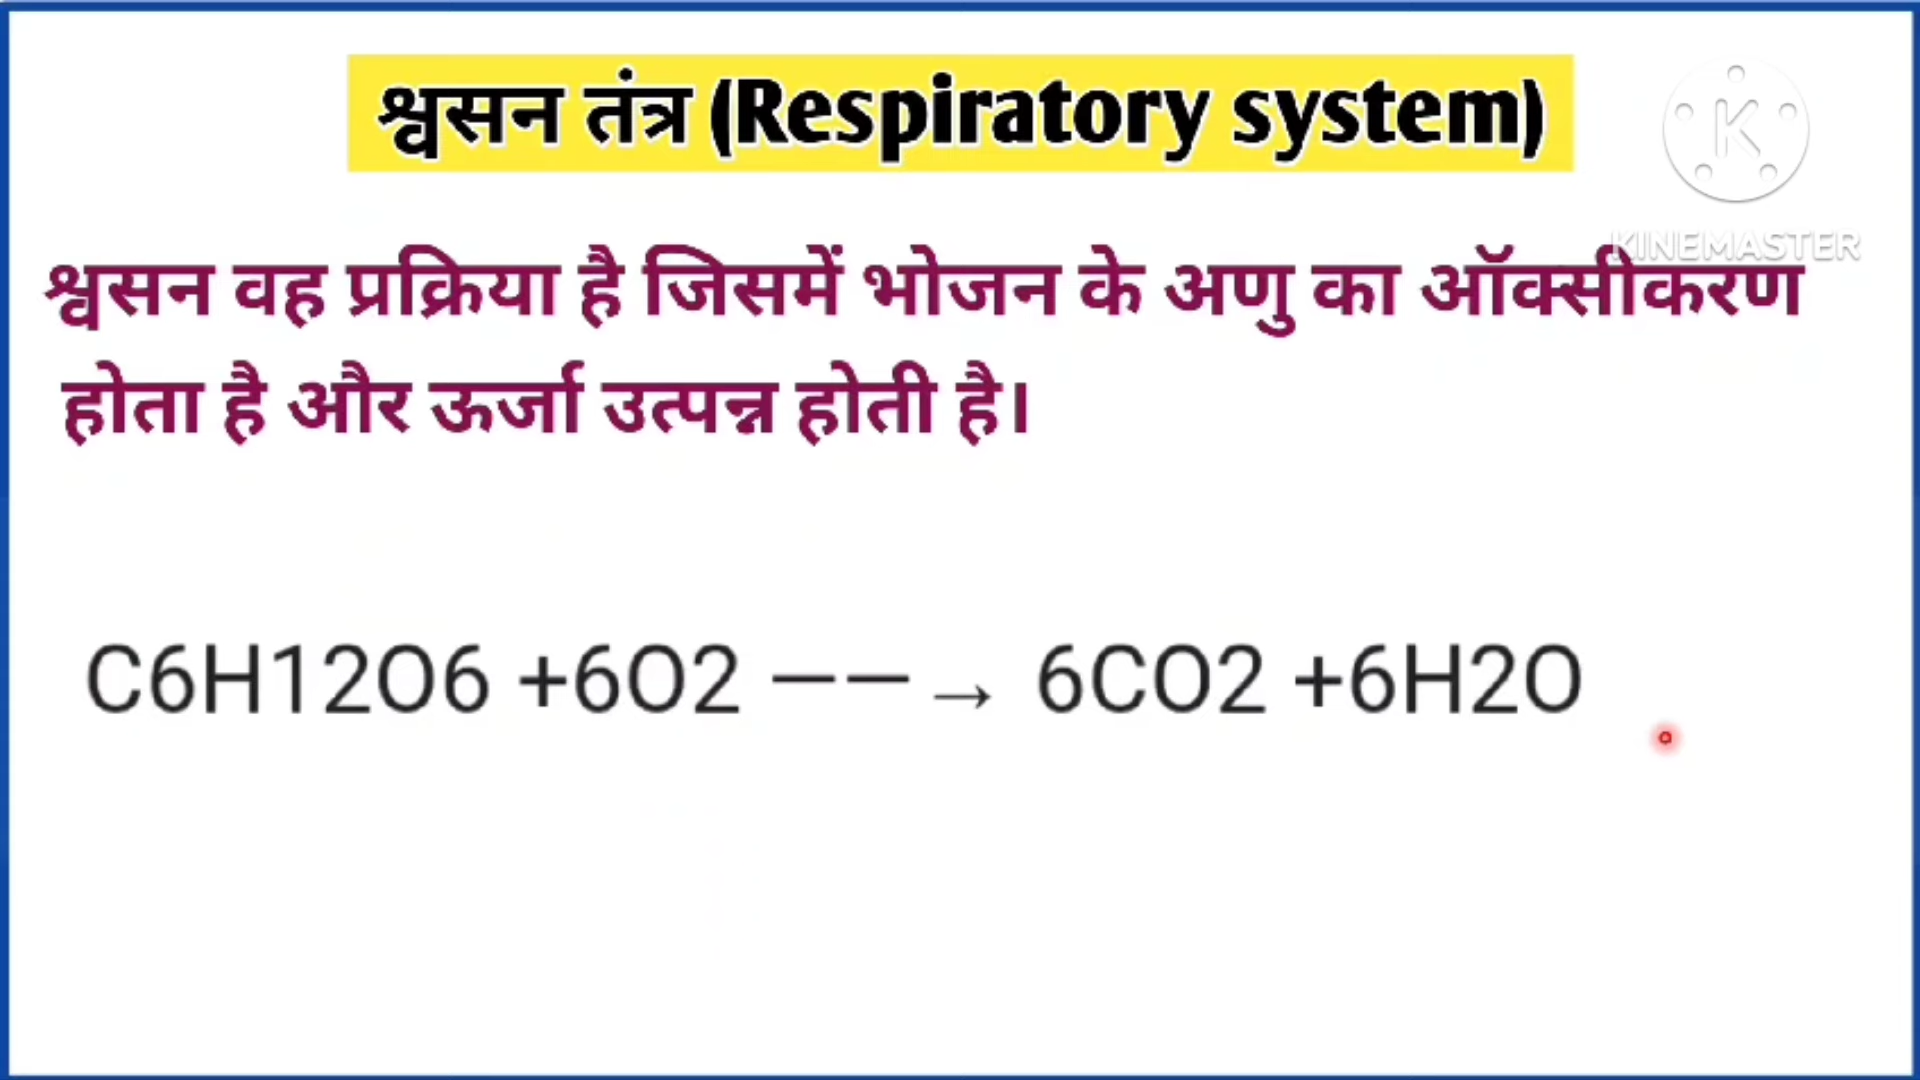 श्वसन तंत्र (Respiratory system)
K
KINEMASTER
श्वसन वह प्रक्रिया है जिसमें भोजन के अणु का ऑक्सीकरण
होता है और ऊर्जा उत्पन्न होती है।
C6H12O6 +6O2 ——→ 6CO2 +6H2O